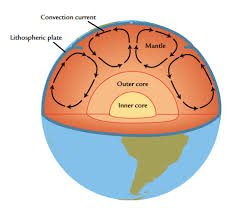 Convection current
Lithospheric plate
Mantle
Outer core
Inner core